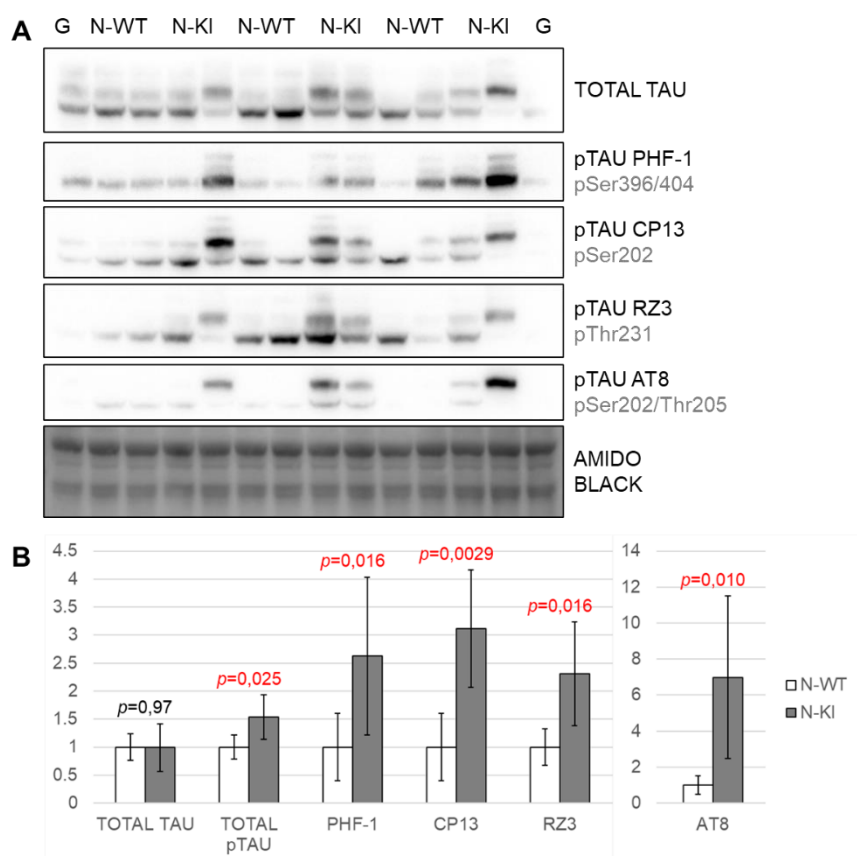 A
G N-WT N-KI N-WT N-KI N-WT N-KI G
TOTAL TAU
pTAU PHF-1
pSer396/404
pTAU CP13
pSer202
pTAU RZ3
pThr231
pTAU AT8
pSer202/Thr205
AMIDO
BLACK
B
4.5
4
3.5
3
2.5
2
1.5
1
0.5
0
p=0,97
p=0,025
p=0,016
p=0,0029
p=0,016
TOTAL TAU
TOTAL
pTAU
PHF-1
CP13
RZ3
14
12
10
8
6
4
2
0
p=0,010
AT8
N-WT
N-KI